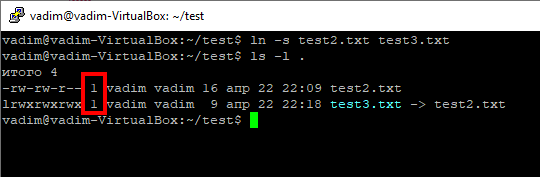 vadim@vadim-VirtualBox: ~/test
vadim@vadim-VirtualBox:~/test$ ln -s test2.txt test3.txt
vadim@vadim-VirtualBox:~/test$ ls -l .
итого 4
-rw-rw-r-- 1 vadim vadim 16 апр 22 22:09 test2.txt
lrwxrwxrwx 1 vadim vadim  9 апр 22 22:18 test3.txt -> test2.txt
vadim@vadim-VirtualBox:~/test$